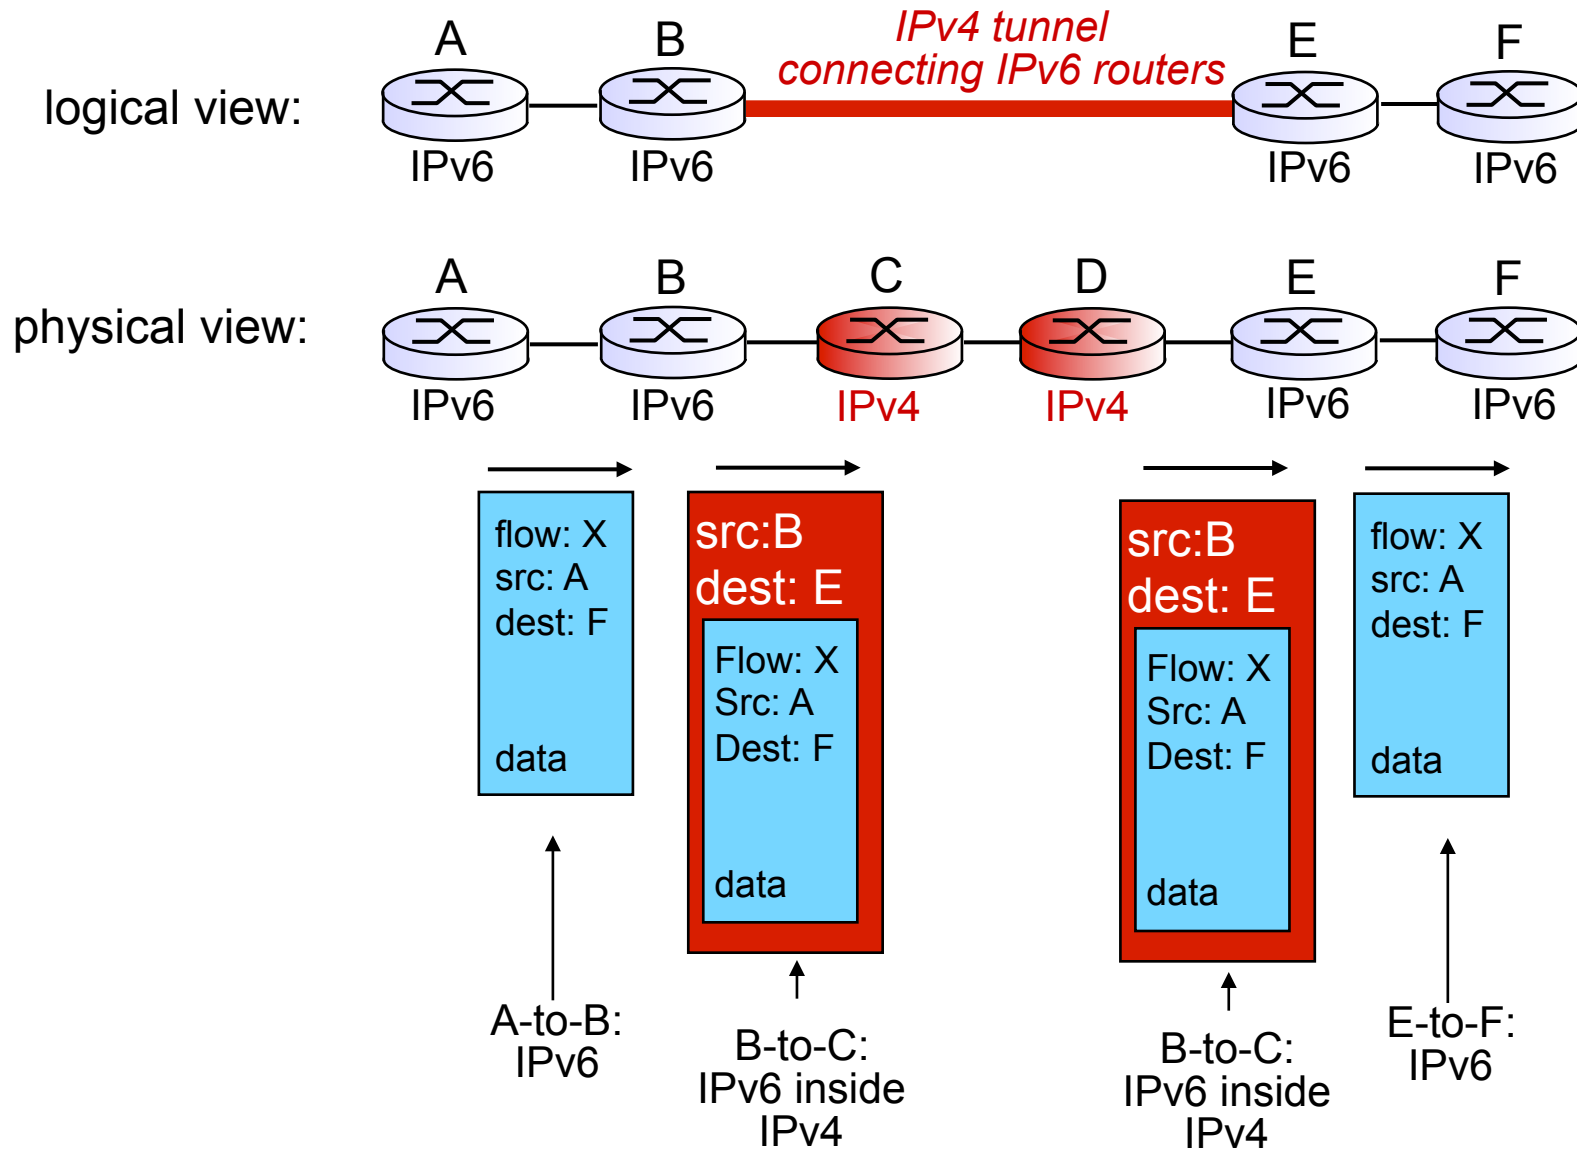 A
B
IPv4 tunnel
connecting IPv6 routers
E
F
logical view:
IPv6
IPv6
IPv6
IPv6
A
B
C
D
E
F
physical view:
IPv6
IPv6
IPv4
IPv4
IPv6
IPv6
flow: X
src: A
dest: F
data
src:B
dest: E
Flow: X
Src: A
Dest: F
data
src:B
dest: E
Flow: X
Src: A
Dest: F
data
flow: X
src: A
dest: F
data
A-to-B:
IPv6
B-to-C:
IPv6 inside
IPv4
B-to-C:
IPv6 inside
IPv4
E-to-F:
IPv6